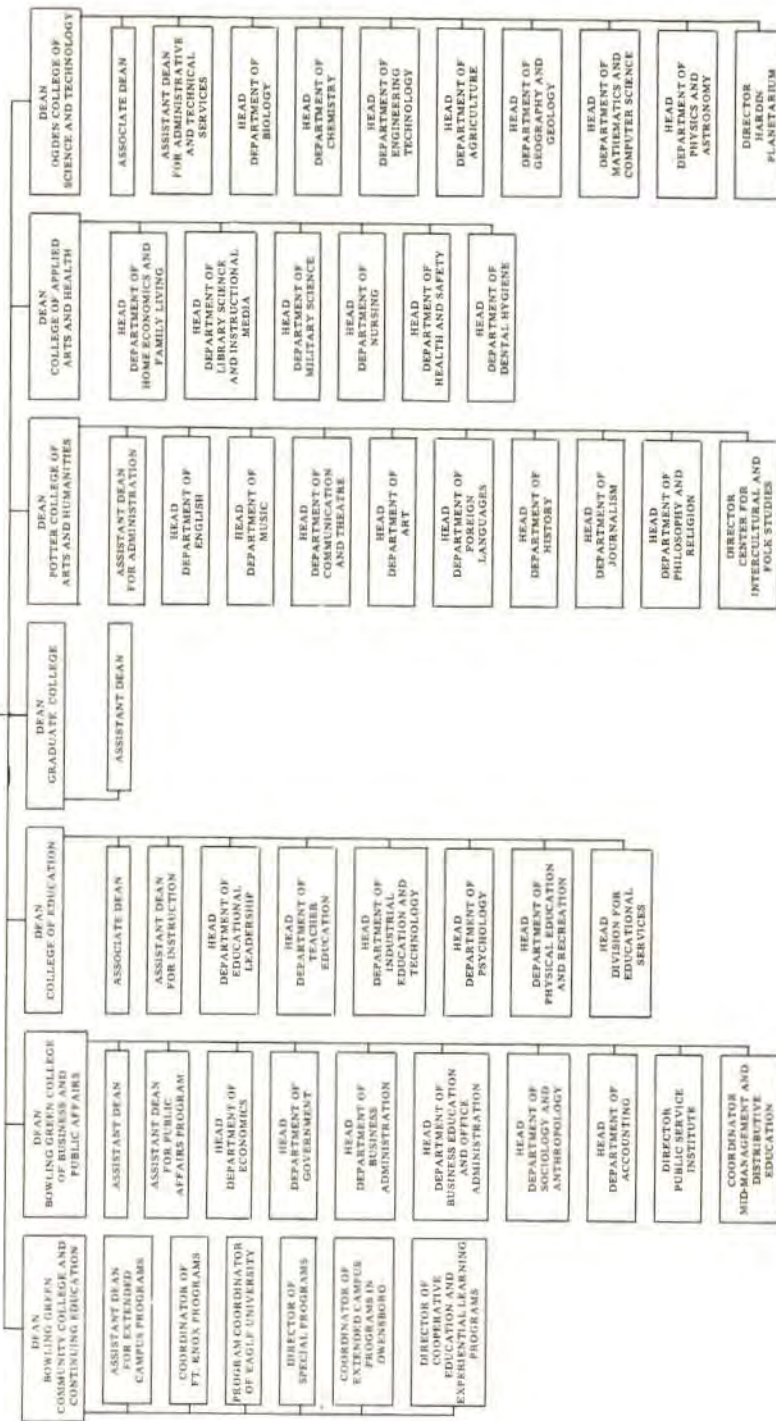 DEAN
BOWLING GREEN
COMMUNITY COLLEGE AND
CONTINUING EDUCATION
ASSISTANT DEAN
FOR EXTENDED
CAMPUS PROGRAMS
COORDINATOR OF
FT. KNOX PROGRAMS
PROGRAM COORDINATOR
OF EAGLE UNIVERSITY
DIRECTOR OF
SPECIAL PROGRAMS
COORDINATOR OF
EXTENDED CAMPUS
PROGRAMS IN
OWENSBORO
DIRECTOR OF
COOPERATIVE
EDUCATION AND
EXPERIENTIAL LEARNING
PROGRAMS
DEAN
BOWLING GREEN COLLEGE
OF BUSINESS AND
PUBLIC AFFAIRS
ASSISTANT DEAN
ASSISTANT DEAN
FOR PUBLIC
AFFAIRS PROGRAM
HEAD
DEPARTMENT OF
ECONOMICS
HEAD
DEPARTMENT OF
GOVERNMENT
HEAD
DEPARTMENT OF
BUSINESS
ADMINISTRATION
HEAD
DEPARTMENT OF
BUSINESS EDUCATION
AND OFFICE
ADMINISTRATION
HEAD
DEPARTMENT OF
SOCIOLOGY AND
ANTHROPOLOGY
HEAD
DEPARTMENT OF
ACCOUNTING
DIRECTOR
PUBLIC SERVICE
INSTITUTE
COORDINATOR
MID-MANAGEMENT AND
DISTRIBUTIVE
EDUCATION
DEAN
COLLEGE OF EDUCATION
ASSOCIATE DEAN
ASSISTANT DEAN
FOR INSTRUCTION
HEAD
DEPARTMENT OF
EDUCATIONAL
LEADERSHIP
HEAD
DEPARTMENT OF
TEACHER
EDUCATION
HEAD
DEPARTMENT OF
INDUSTRIAL
EDUCATION AND
TECHNOLOGY
HEAD
DEPARTMENT OF
PSYCHOLOGY
HEAD
DEPARTMENT OF
PHYSICAL EDUCATION
AND RECREATION
HEAD
DIVISION FOR
EDUCATIONAL
SERVICES
DEAN
GRADUATE COLLEGE
ASSISTANT DEAN
DEAN
POTTER COLLEGE OF
ARTS AND HUMANITIES
ASSISTANT DEAN
FOR ADMINISTRATION
HEAD
DEPARTMENT OF
ENGLISH
HEAD
DEPARTMENT OF
MUSIC
HEAD
DEPARTMENT OF
COMMUNICATION
AND THEATRE
HEAD
DEPARTMENT OF
ART
HEAD
DEPARTMENT OF
FOREIGN
LANGUAGES
HEAD
DEPARTMENT OF
HISTORY
HEAD
DEPARTMENT OF
JOURNALISM
HEAD
DEPARTMENT OF
PHILOSOPHY AND
RELIGION
DIRECTOR
CENTER FOR
INTERCULTURAL AND
FOLK STUDIES
DEAN
COLLEGE OF APPLIED
ARTS AND HEALTH
HEAD
DEPARTMENT OF
HOME ECONOMICS AND
FAMILY LIVING
HEAD
DEPARTMENT OF
LIBRARY SCIENCE
AND INSTRUCTIONAL
MEDIA
HEAD
DEPARTMENT OF
MILITARY SCIENCE
HEAD
DEPARTMENT OF
NURSING
HEAD
DEPARTMENT OF
HEALTH AND SAFETY
HEAD
DEPARTMENT OF
DENTAL HYGIENE
DEAN
OGDEN COLLEGE OF
SCIENCE AND TECHNOLOGY
ASSOCIATE DEAN
ASSISTANT DEAN
FOR ADMINISTRATIVE
AND TECHNICAL
SERVICES
HEAD
DEPARTMENT OF
BIOLOGY
HEAD
DEPARTMENT OF
CHEMISTRY
HEAD
DEPARTMENT OF
ENGINEERING
TECHNOLOGY
HEAD
DEPARTMENT OF
AGRICULTURE
HEAD
DEPARTMENT OF
GEOGRAPHY AND
GEOLOGY
HEAD
DEPARTMENT OF
MATHEMATICS AND
COMPUTER SCIENCE
HEAD
DEPARTMENT OF
PHYSICS AND
ASTRONOMY
DIRECTOR
HARDIN
PLANETARIUM